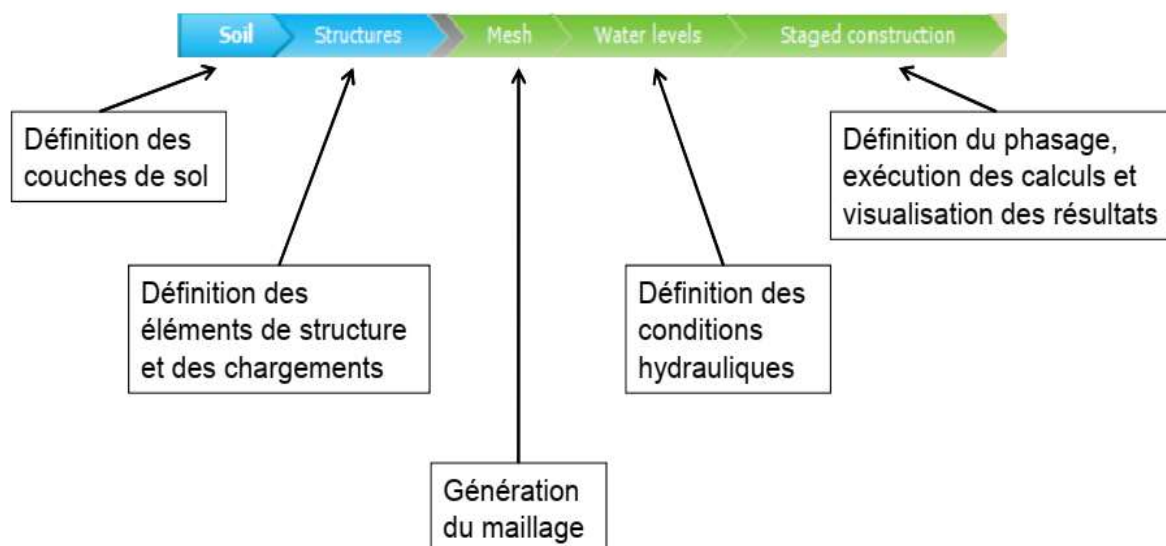 Soil Structures Mesh Water levels Staged construction
Définition des
couches de sol
Définition du phasage,
exécution des calculs et
visualisation des résultats
Définition des
éléments de structure
et des chargements
Définition des
conditions
hydrauliques
Génération
du maillage